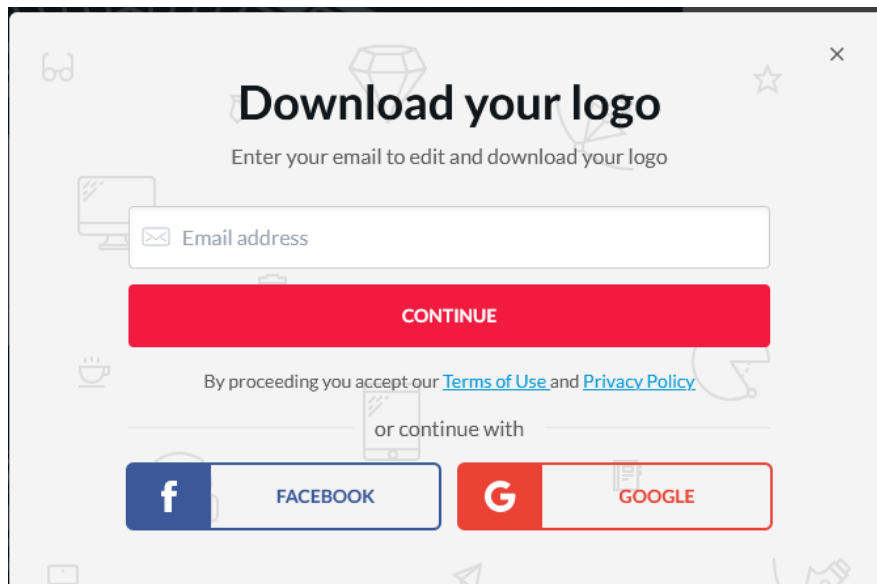 Download your logo
Enter your email to edit and download your logo
Email address
CONTINUE
By proceeding you accept our Terms of Use and Privacy Policy
or continue with
f FACEBOOK
G GOOGLE